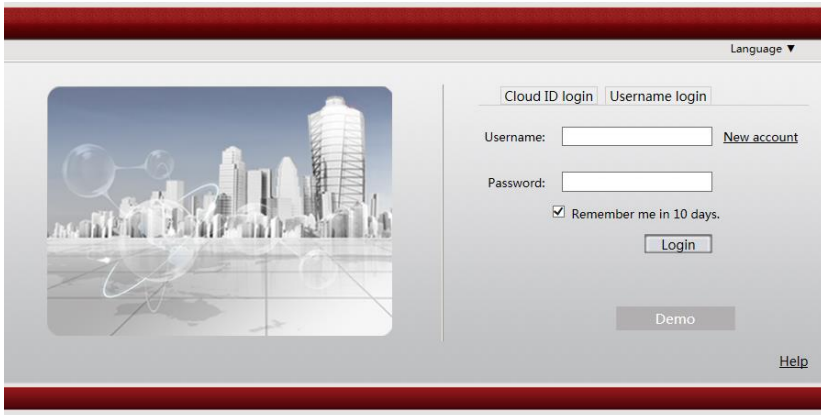 Language ▼
Cloud ID login Username login
Username: New account
Password:
Remember me in 10 days.
Login
Demo
Help